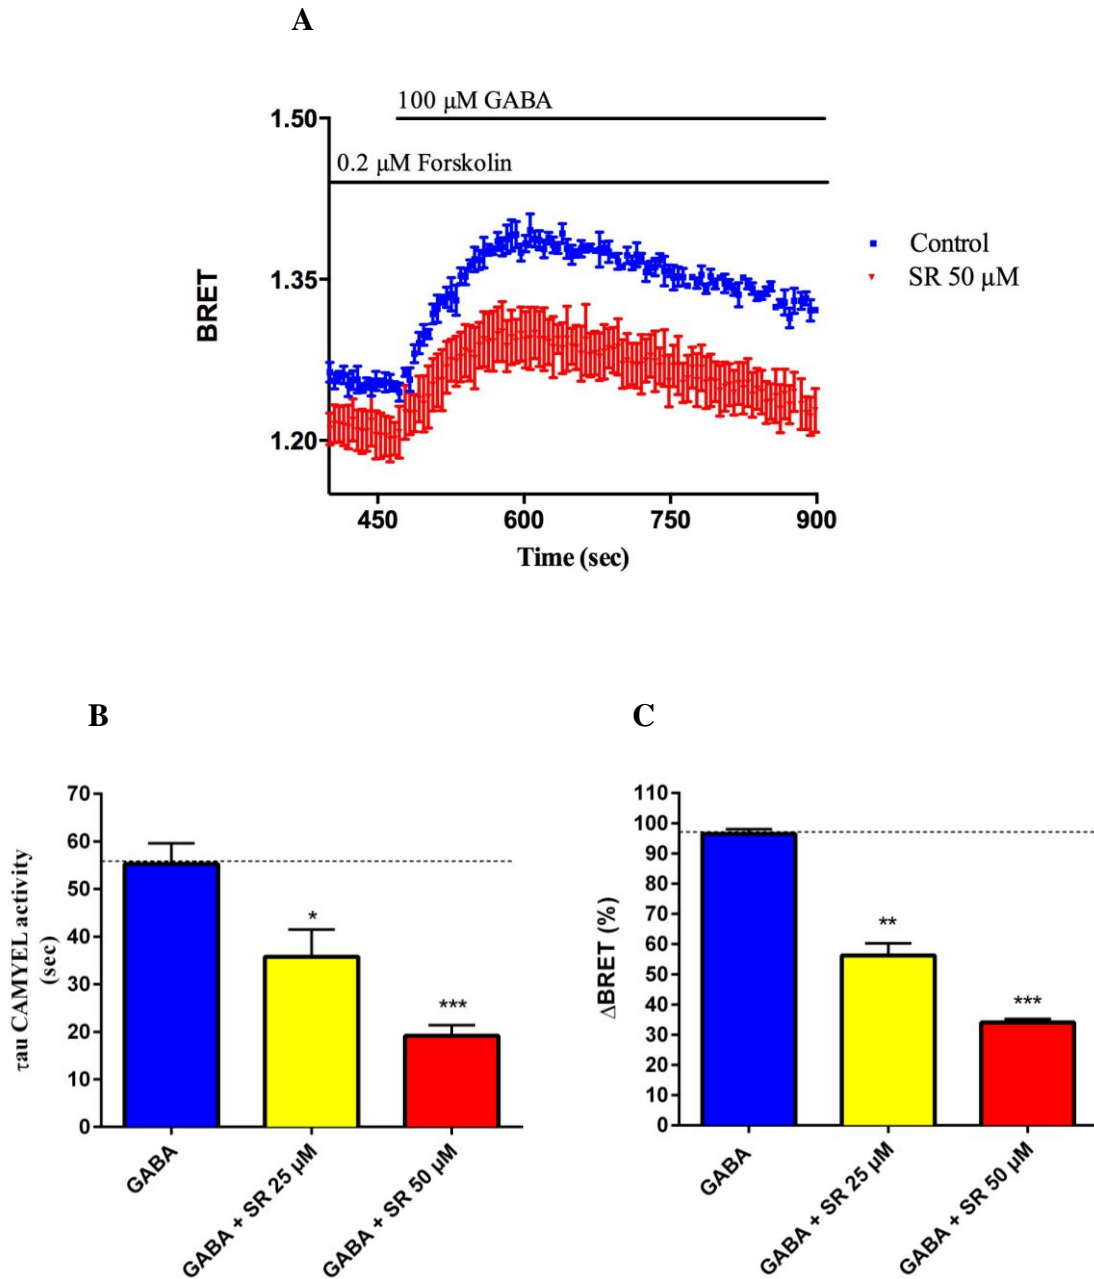 A
100 µM GABA
0.2 µM Forskolin
1.50
1.35
1.20
BRET
450
600
750
900
Time (sec)
Control
SR 50 µM
B
τau CAMYEL activity
(sec)
70
60
50
40
30
20
10
0
*
***
GABA
GABA + SR 25 µM
GABA + SR 50 µM
C
ΔBRET (%)
110
100
90
80
70
60
50
40
30
20
10
0
**
***
GABA
GABA + SR 25 µM
GABA + SR 50 µM